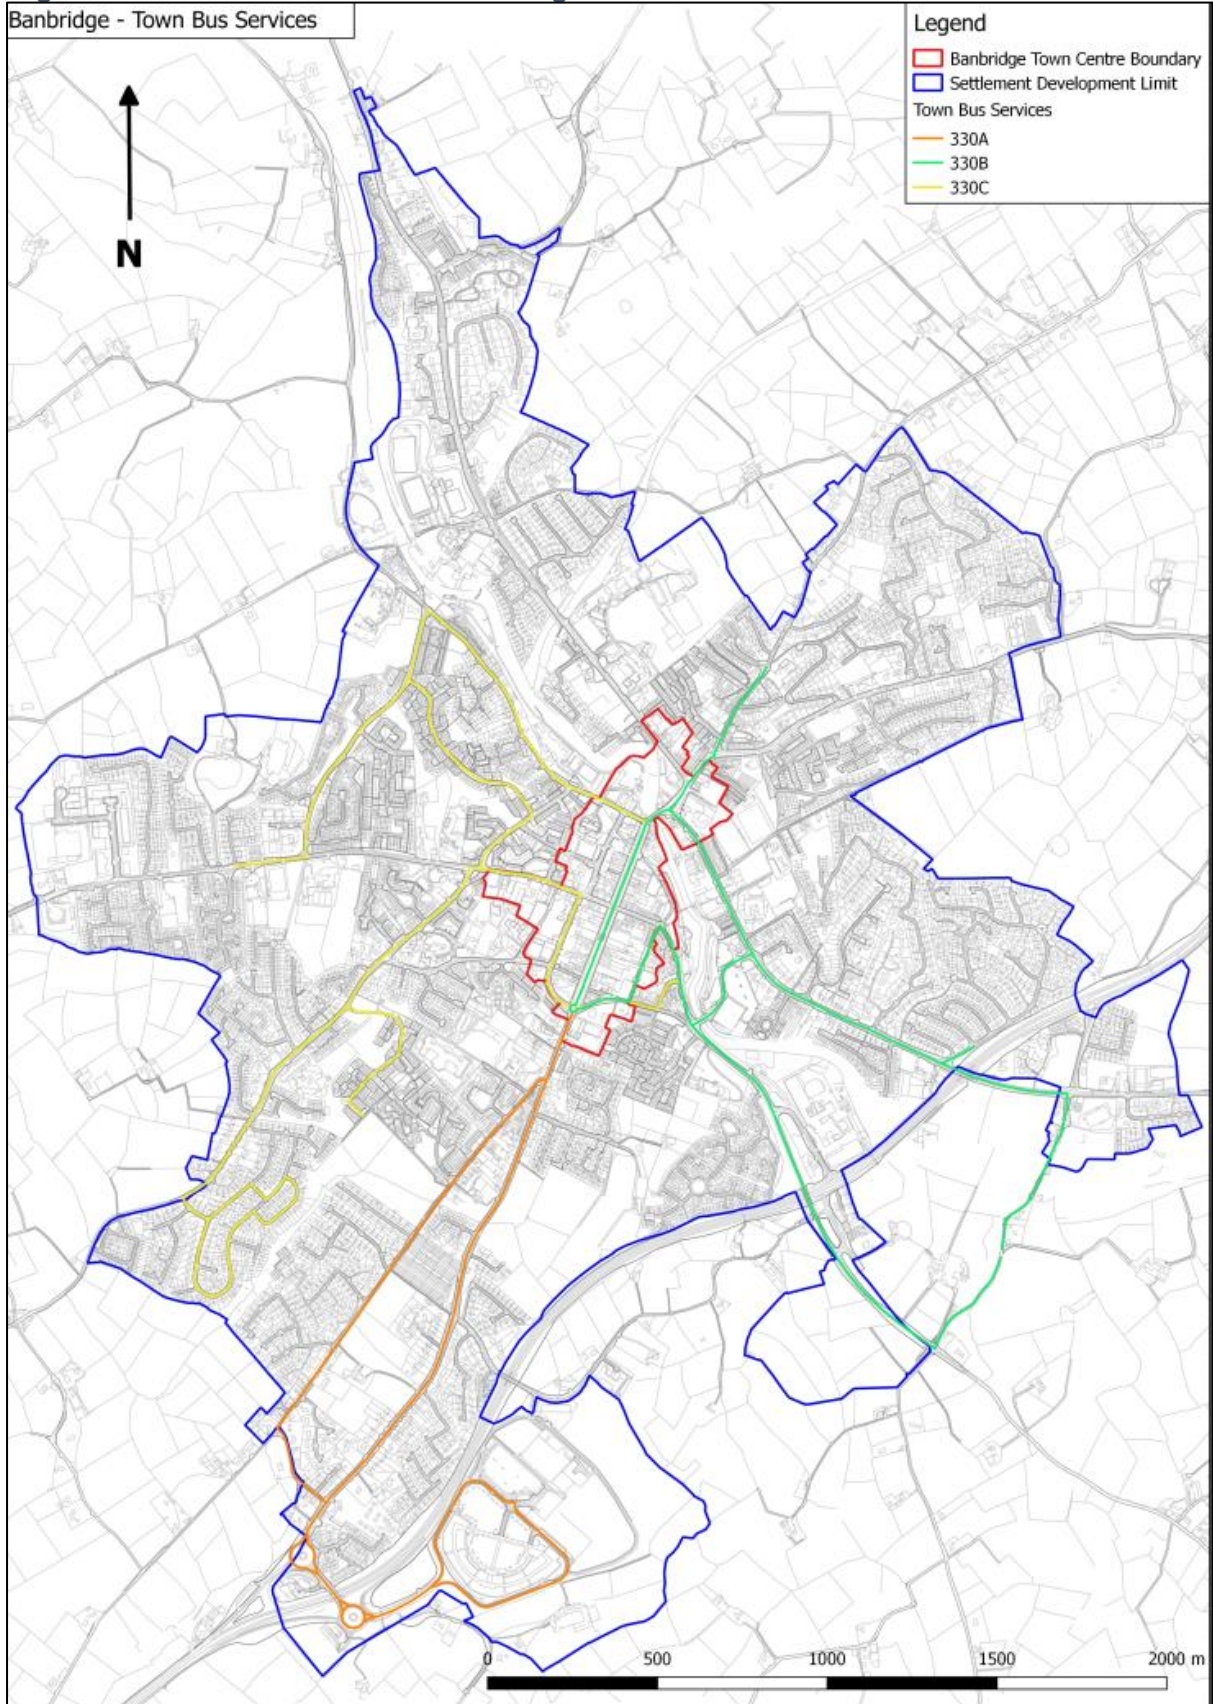 Banbridge - Town Bus Services
Legend
Banbridge Town Centre Boundary
Settlement Development Limit
Town Bus Services
330A
330B
330C
N
0 500 1000 1500 2000 m